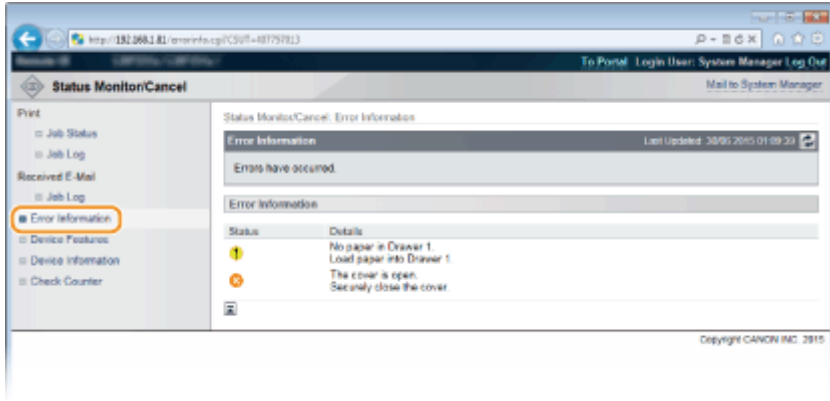 http://192.168.1.81/errorinfo.cgi?CSUT=487757813
Remote UI
To Portal Login User: System Manager Log Out
Status Monitor/Cancel
Mail to System Manager
Print
Job Status
Job Log
Received E-Mail
Job Log
Error Information
Device Features
Device Information
Check Counter
Status Monitor/Cancel: Error Information
Error Information
Last Updated: 30/06 2015 01:09:39
Errors have occurred.
Error Information
Status Details
No paper in Drawer 1.
Load paper into Drawer 1.
The cover is open.
Securely close the cover.
Copyright CANON INC. 2015